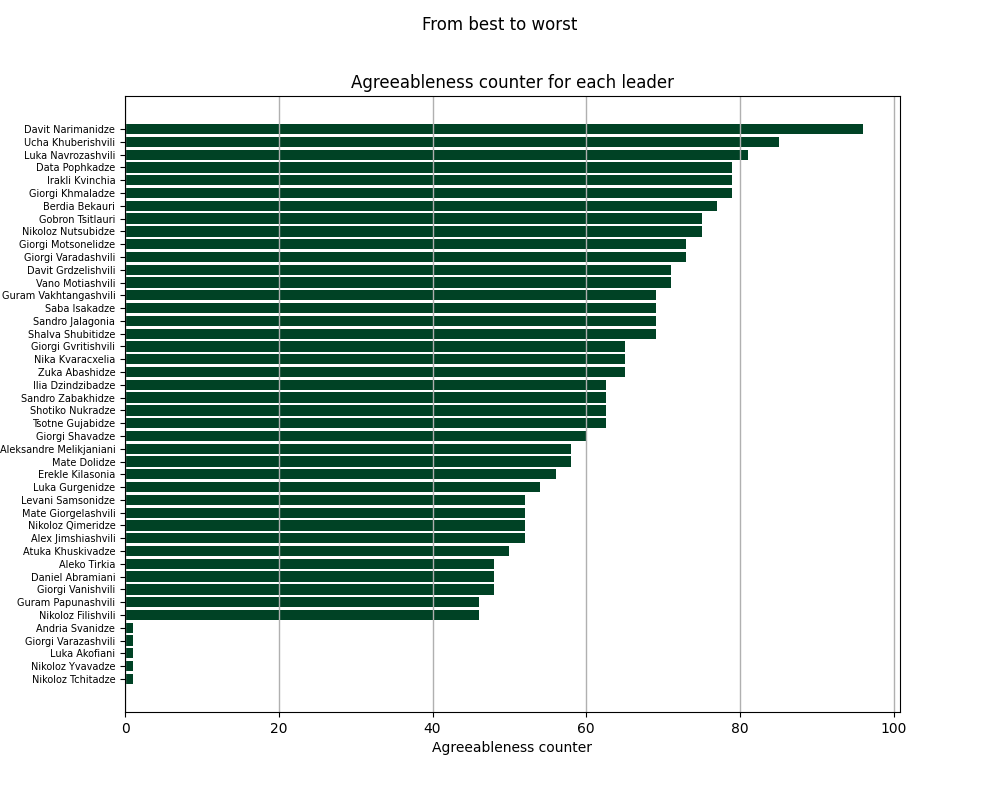 From best to worst
Agreeableness counter for each leader
Davit Narimanidze
Ucha Khuberishvili
Luka Navrozashvili
Data Pophkadze
Irakli Kvinchia
Giorgi Khmaladze
Berdia Bekauri
Gobron Tsitlauri
Nikoloz Nutsubidze
Giorgi Motsonelidze
Giorgi Varadashvili
Davit Grdzelishvili
Vano Motiashvili
Guram Vakhtangashvili
Saba Isakadze
Sandro Jalagonia
Shalva Shubitidze
Giorgi Gvritishvili
Nika Kvaracxelia
Zuka Abashidze
Ilia Dzindzibadze
Sandro Zabakhidze
Shotiko Nukradze
Tsotne Gujabidze
Giorgi Shavadze
Aleksandre Melikjaniani
Mate Dolidze
Erekle Kilasonia
Luka Gurgenidze
Levani Samsonidze
Mate Giorgelashvili
Nikoloz Qimeridze
Alex Jimshiashvili
Atuka Khuskivadze
Aleko Tirkia
Daniel Abramiani
Giorgi Vanishvili
Guram Papunashvili
Nikoloz Filishvili
Andria Svanidze
Giorgi Varazashvili
Luka Akofiani
Nikoloz Yvavadze
Nikoloz Tchitadze
0 20 40 60 80 100
Agreeableness counter